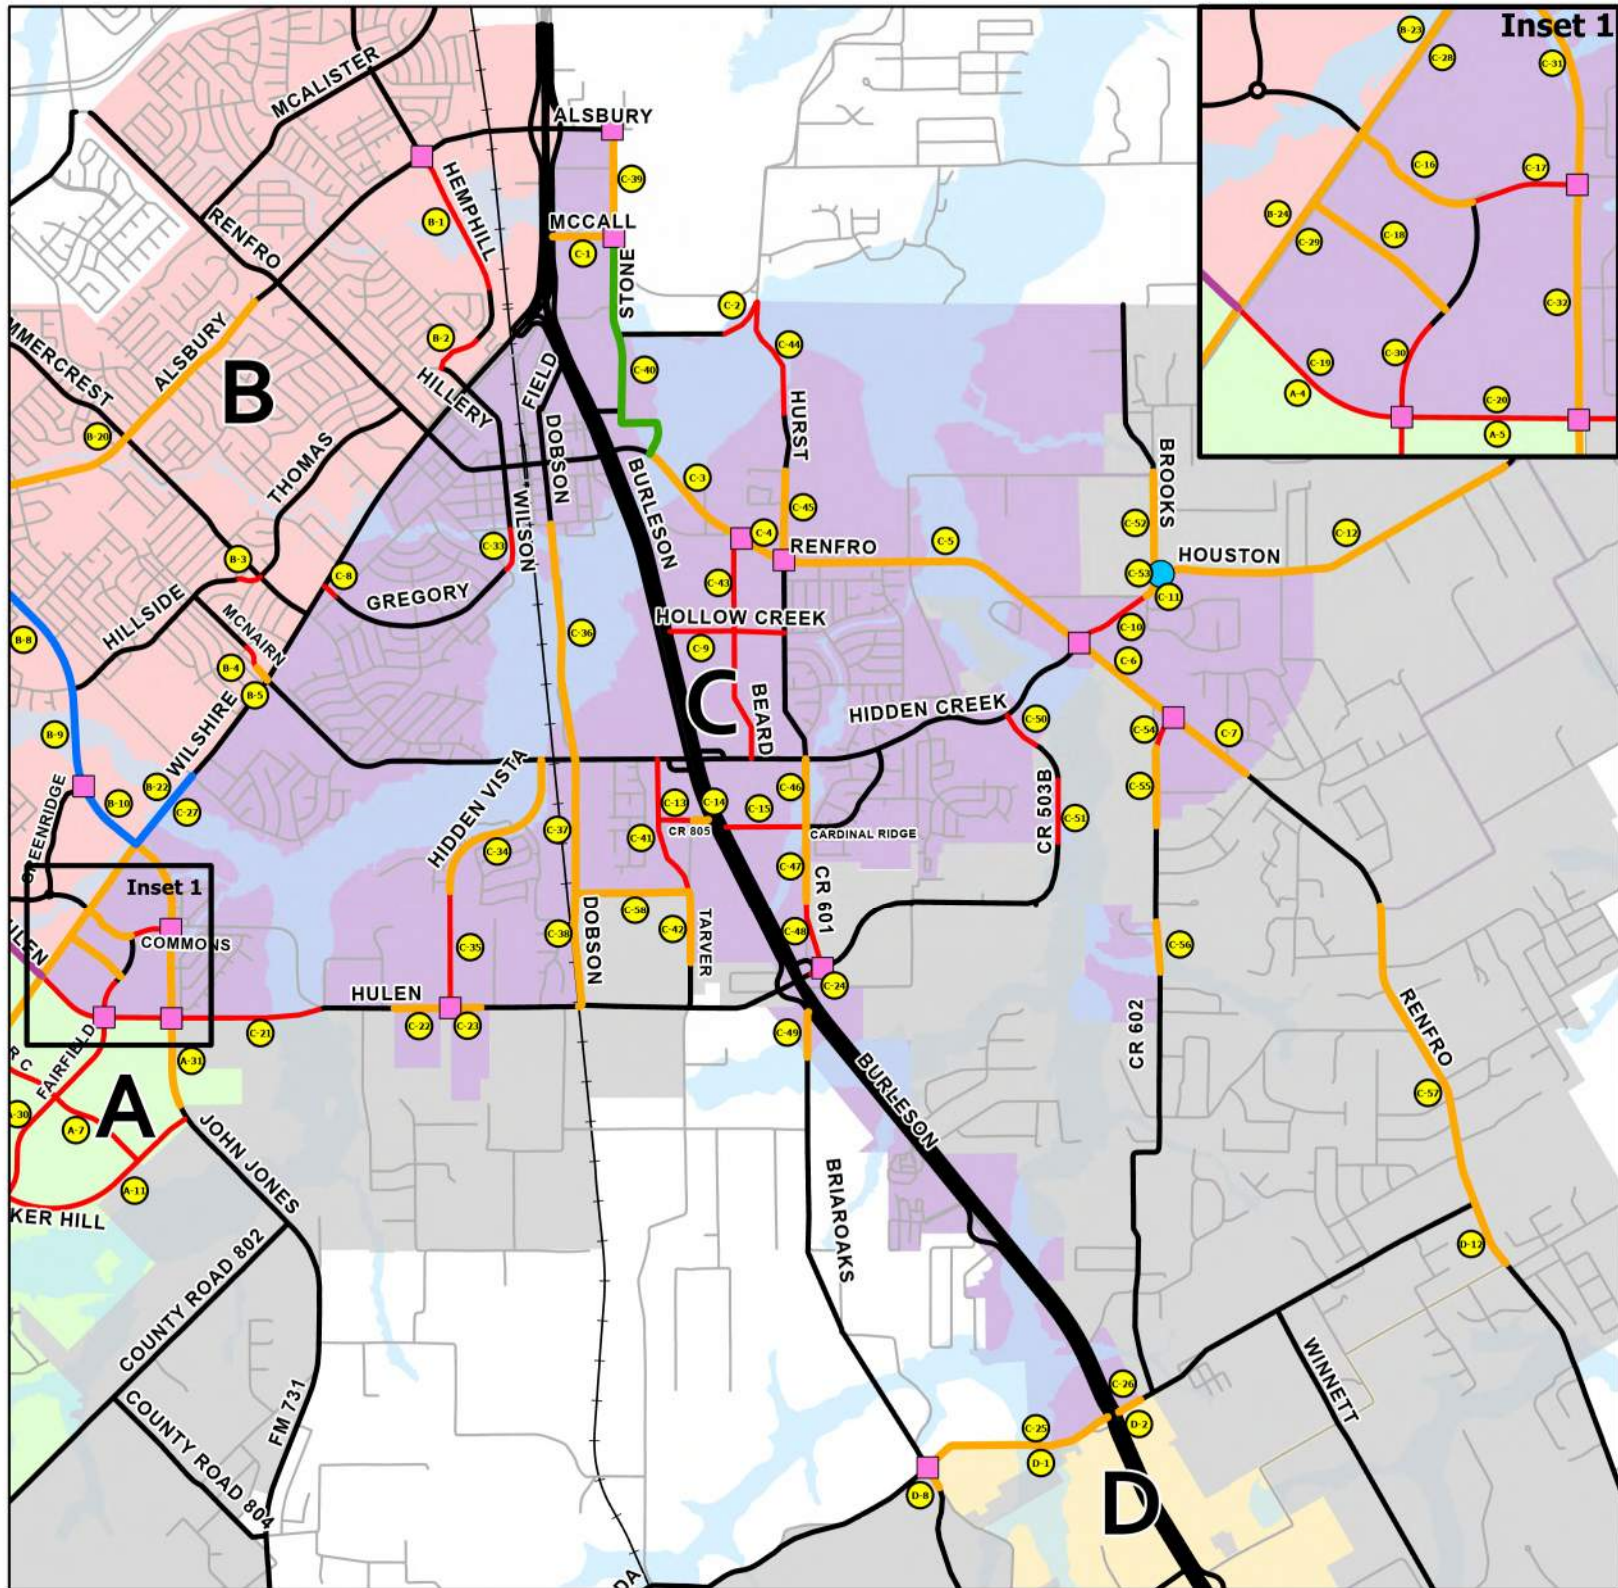 Inset 1
B-23
C-28
C-31
MCALISTER
ALSBURY
C-16
C-17
HEMPHILL
C-39
B-1
MCCALL
B-24
C-29
C-18
RENFRO
C-1
STONE
C-2
C-32
B-2
C-44
C-30
C-19
ALSBURY
FIELD
C-40
A-4
C-20
B
HILLERY
HURST
A-5
B-20
DOBSON
BROOKS
THOMAS
BURLESON
C-3
WILSON
C-45
C-52
C-12
C-4
RENFRO
C-5
HOUSTON
B-3
C-33
C-8
C-43
C-53
C-11
GREGORY
HILLSIDE
HOLLOW CREEK
B-8
MCNAIRN
C-36
C-9
C-10
C-6
B-4
B-5
C
BEARD
HIDDEN CREEK
C-50
B-9
WILSHIRE
C-54
C-7
HIDDEN VISTA
B-22
C-46
C-55
B-10
C-27
C-13
C-14
C-15
CR 503B
C-51
C-37
C-41
CR 805
CARDINAL RIDGE
C-34
C-47
CR 601
Inset 1
C-58
C-42
TARVER
C-48
COMMONS
C-35
C-38
DOBSON
C-56
C-24
HULEN
C-22
C-23
C-21
C-49
CR 602
RENFRO
FAIRFIELD
A-31
BURLESON
C-57
A
A-7
JOHN JONES
A-11
BRIAROAKS
KER HILL
COUNTY ROAD 802
D-12
COUNTY ROAD 804
FM 731
WINNETT
C-26
C-25
D-2
D-1
D-8
D